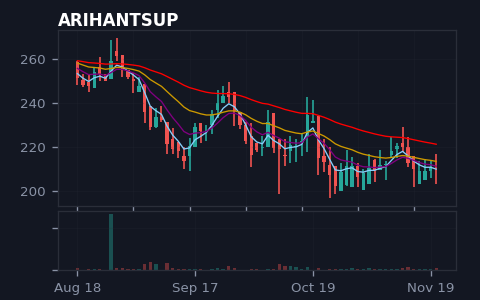 ARIHANTSUP
260
240
220
200
Aug 18
Sep 17
Oct 19
Nov 19